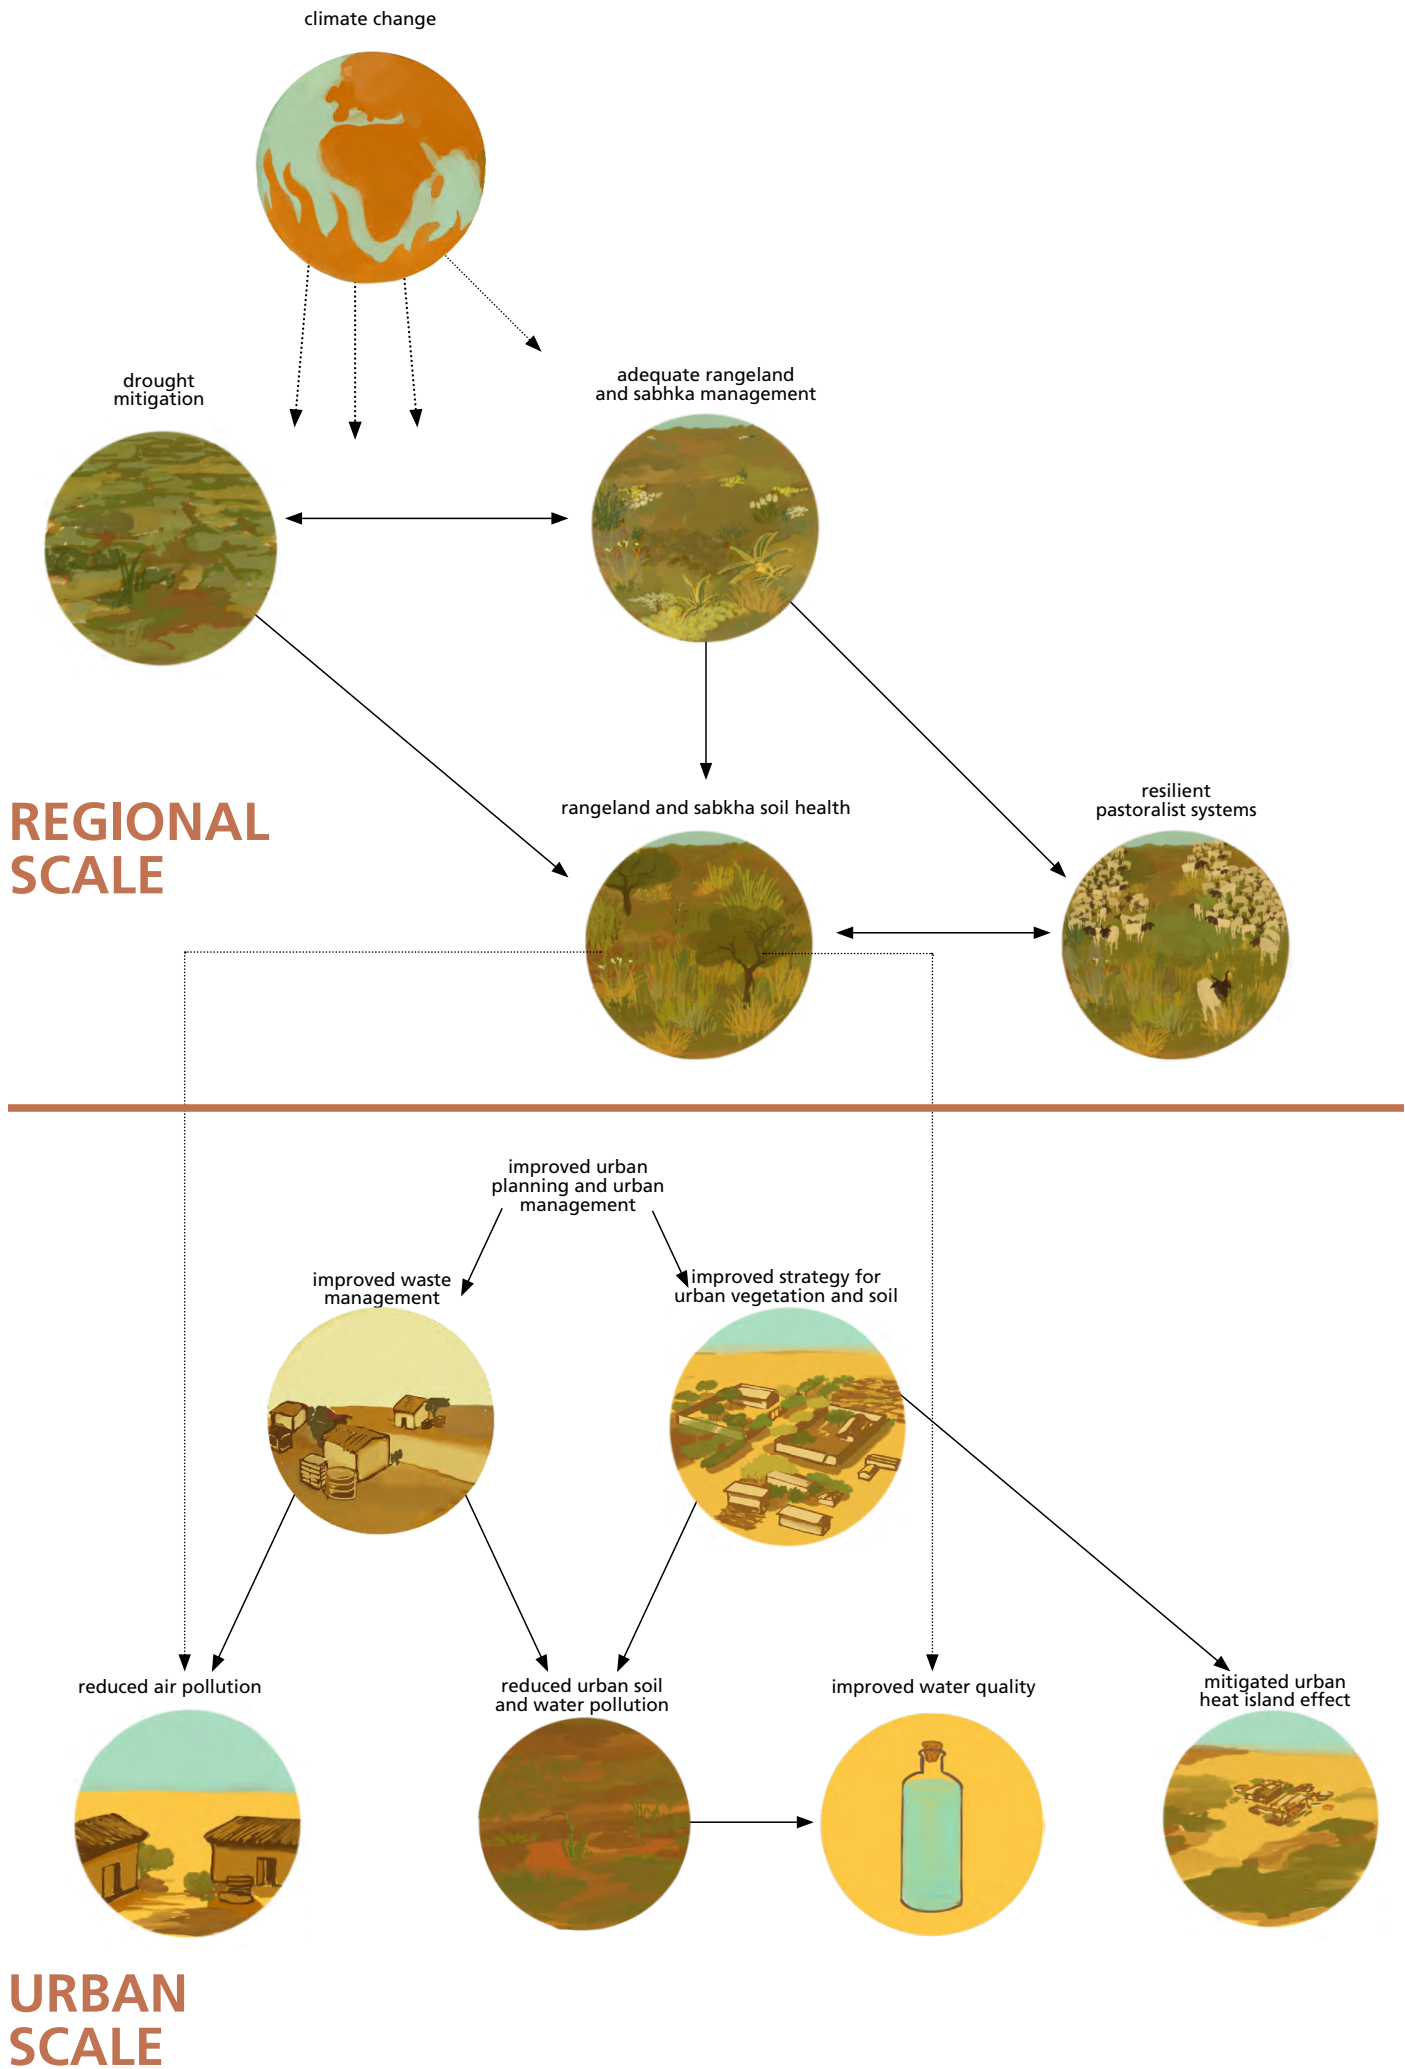 climate change
drought
mitigation
adequate rangeland
and sabhka management
REGIONAL
SCALE
rangeland and sabkha soil health
resilient
pastoralist systems
improved urban
planning and urban
management
improved waste
management
improved strategy for
urban vegetation and soil
reduced air pollution
reduced urban soil
and water pollution
improved water quality
mitigated urban
heat island effect
URBAN
SCALE